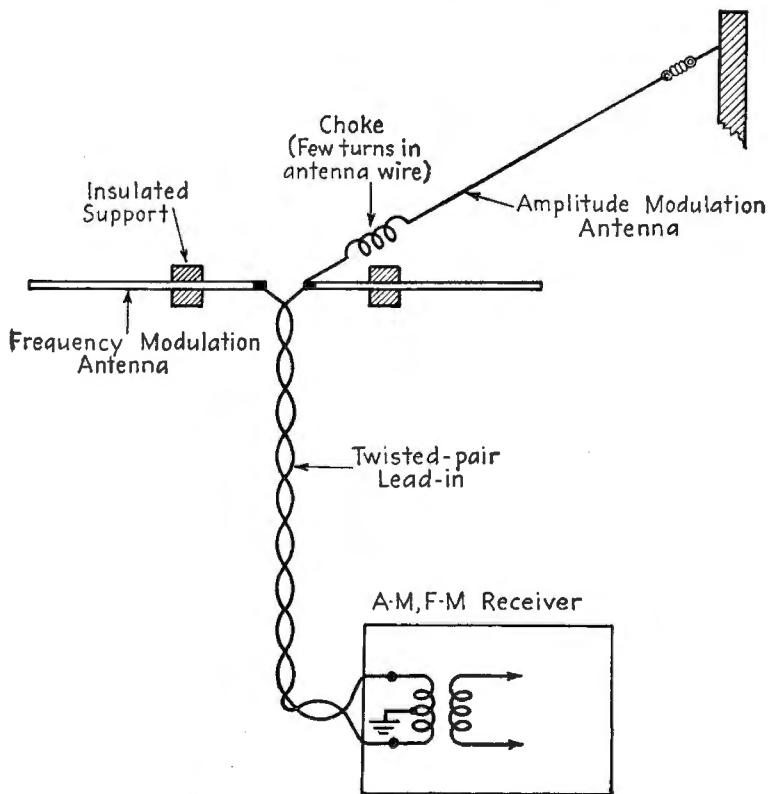 Choke
(Few turns in
antenna wire)
Insulated
Support
Amplitude Modulation
Antenna
Frequency Modulation
Antenna
Twisted-pair
Lead-in
A-M, F-M Receiver